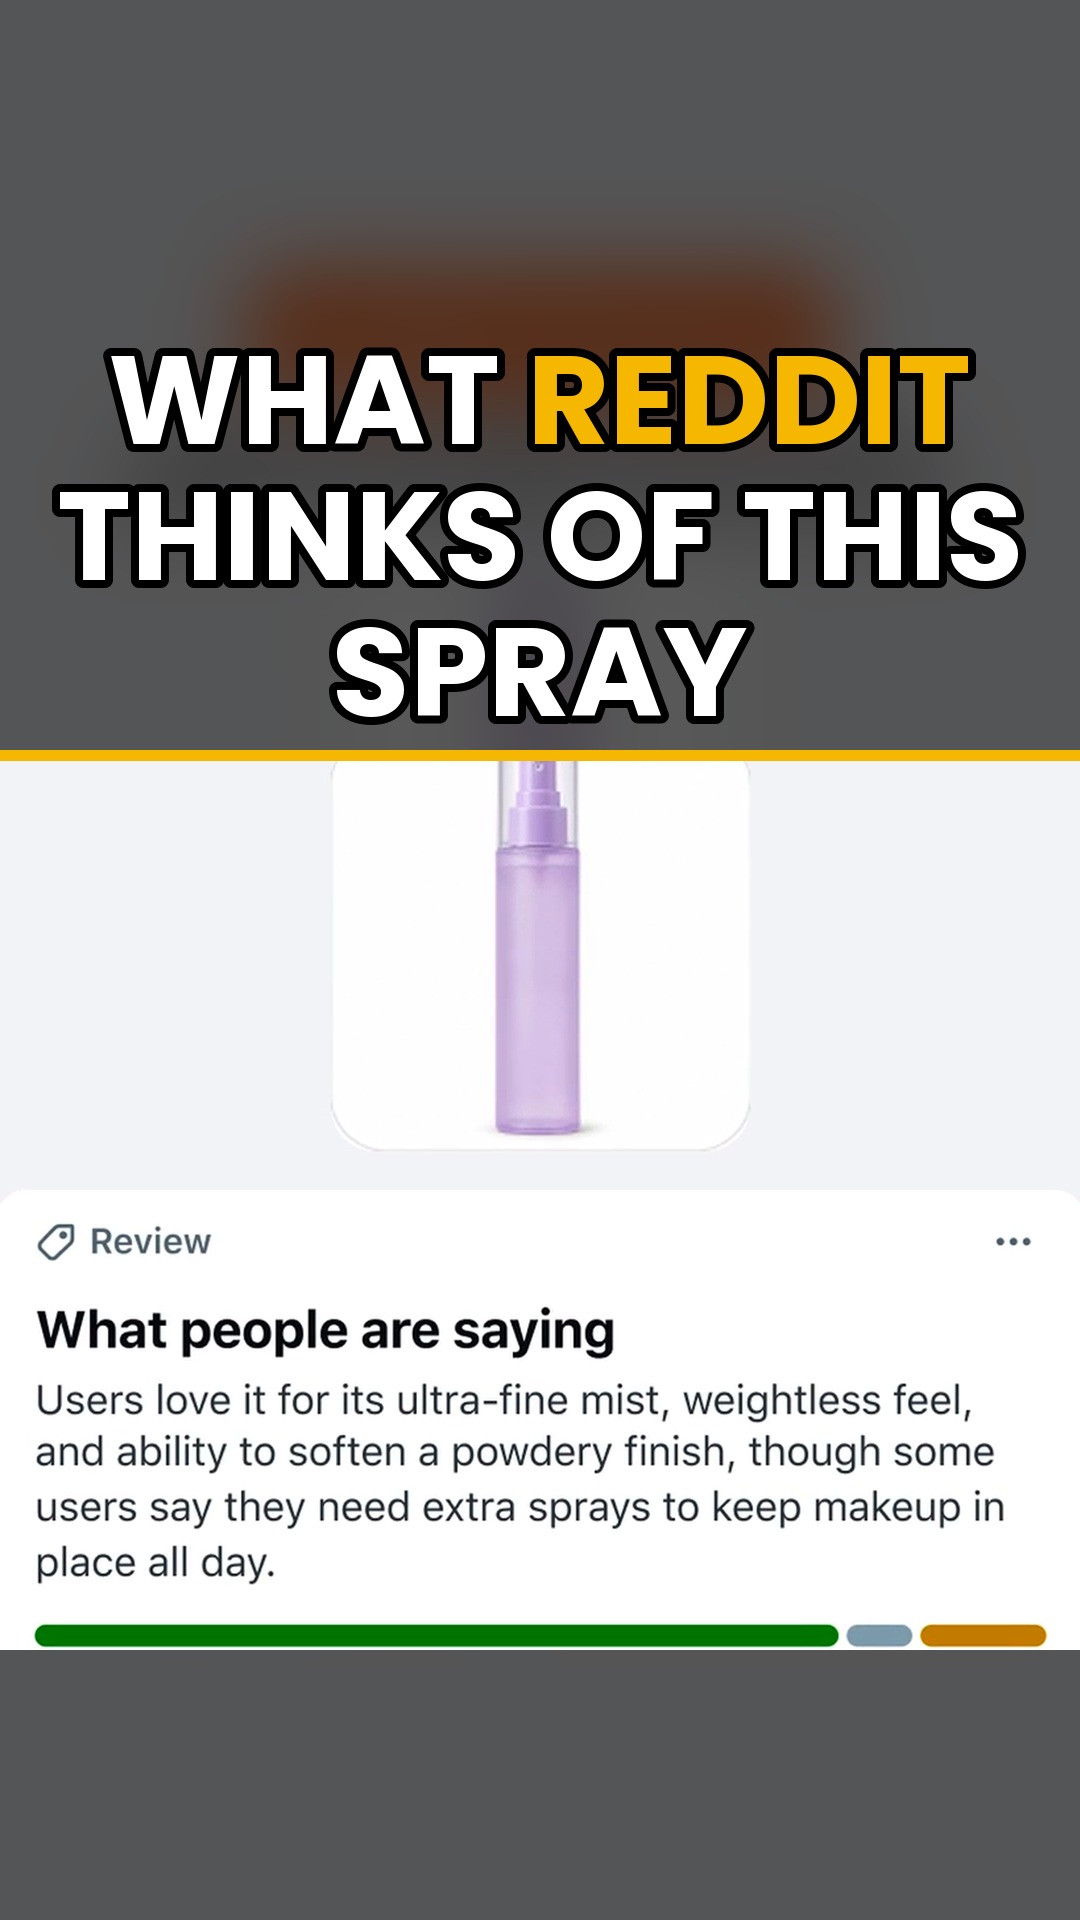 WHAT REDDIT
THINKS OF THIS
SPRAY
Review
What people are saying
Users love it for its ultra-fine mist, weightless feel,
and ability to soften a powdery finish, though some
users say they need extra sprays to keep makeup in
place all day.